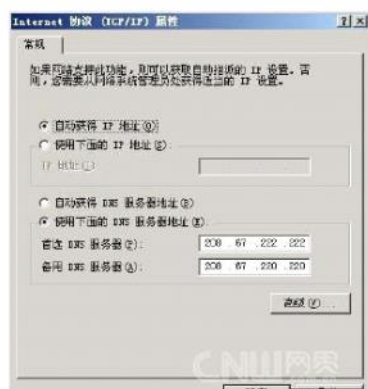 Internet 协议 (TCP/IP) 属性
常规
如果网络支持此功能，则可以获取自动指派的 IP 设置。否
则，您需要从网络系统管理员处获得适当的 IP 设置。
自动获得 IP 地址(O)
使用下面的 IP 地址(S):
IP 地址(I):
自动获得 DNS 服务器地址(B)
使用下面的 DNS 服务器地址(E):
首选 DNS 服务器(P): 208 . 67 . 222 . 222
备用 DNS 服务器(A): 208 . 67 . 220 . 220
高级(V)...
CNW网界